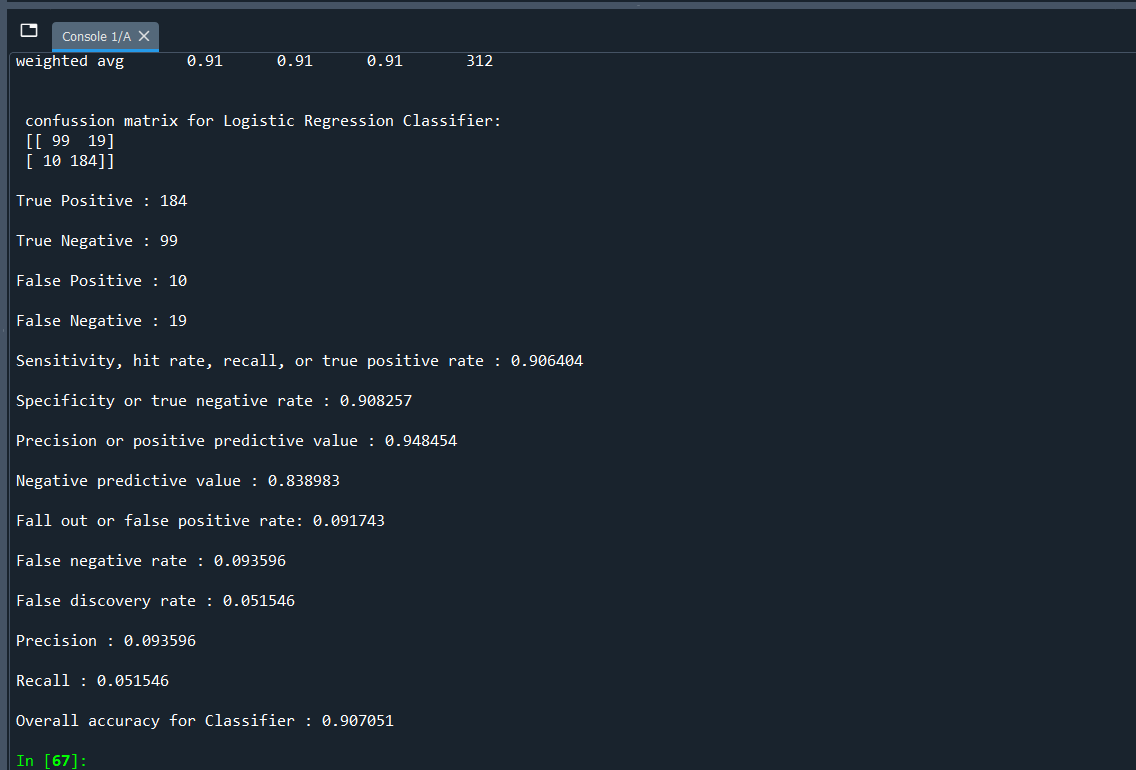 Console 1/A
weighted avg 0.91 0.91 0.91 312
confussion matrix for Logistic Regression Classifier:
[[ 99 19]
[ 10 184]]
True Positive : 184
True Negative : 99
False Positive : 10
False Negative : 19
Sensitivity, hit rate, recall, or true positive rate : 0.906404
Specificity or true negative rate : 0.908257
Precision or positive predictive value : 0.948454
Negative predictive value : 0.838983
Fall out or false positive rate: 0.091743
False negative rate : 0.093596
False discovery rate : 0.051546
Precision : 0.093596
Recall : 0.051546
Overall accuracy for Classifier : 0.907051
In [67]: